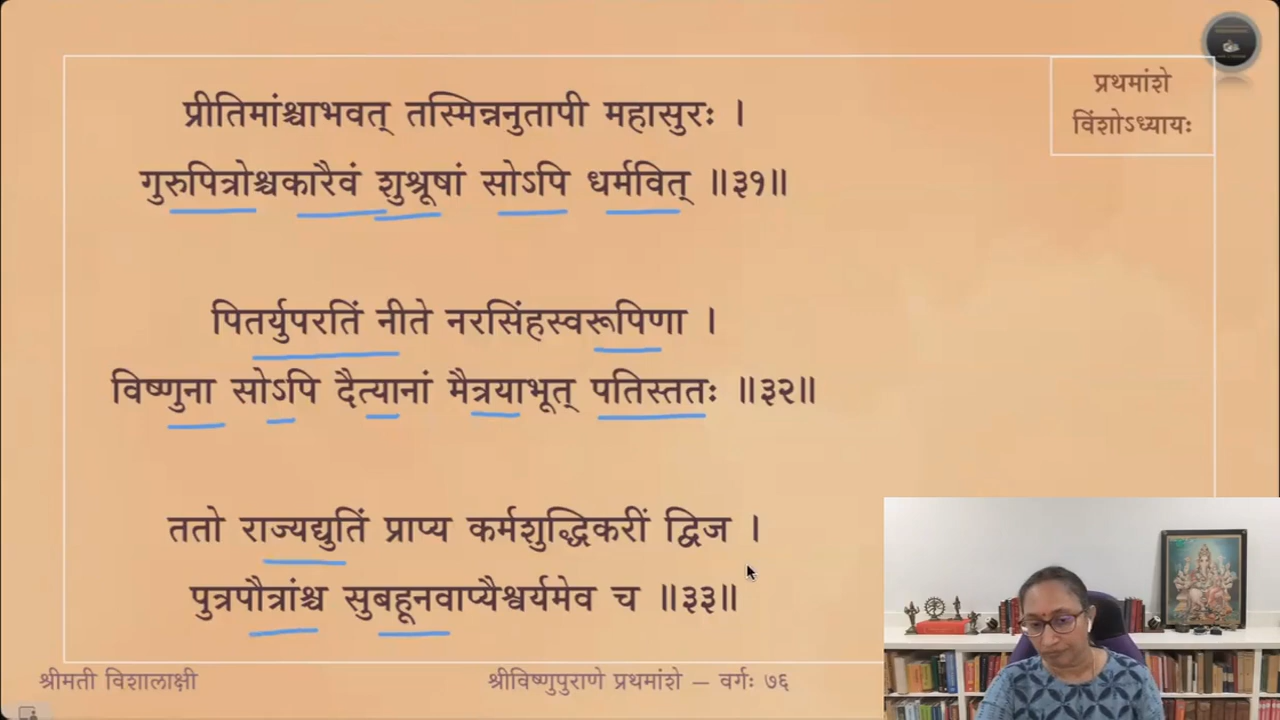 प्रथमांशे
विंशोऽध्यायः
प्रीतिमांश्चाभवत् तस्मिन्ननुतापी महासुरः ।
गुरुपित्रोश्चकारैवं शुश्रूषां सोऽपि धर्मवित् ॥३१॥
पितर्युपरतिं नीते नरसिंहस्वरूपिणा ।
विष्णुना सोऽपि दैत्यानां मैत्रयाभूत् पतिस्ततः ॥३२॥
ततो राज्यद्युतिं प्राप्य कर्मशुद्धिकरीं द्विज ।
पुत्रपौत्रांश्च सुबहूनवाप्यैश्वर्यमेव च ॥३३॥
श्रीमती विशालाक्षी
श्रीविष्णुपुराणे प्रथमांशे – वर्गः ७६